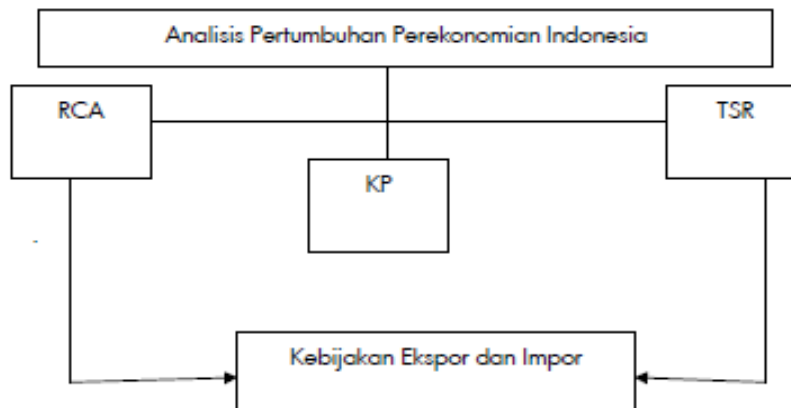 Analisis Pertumbuhan Perekonomian Indonesia
RCA
TSR
KP
Kebijakan Ekspor dan Impor